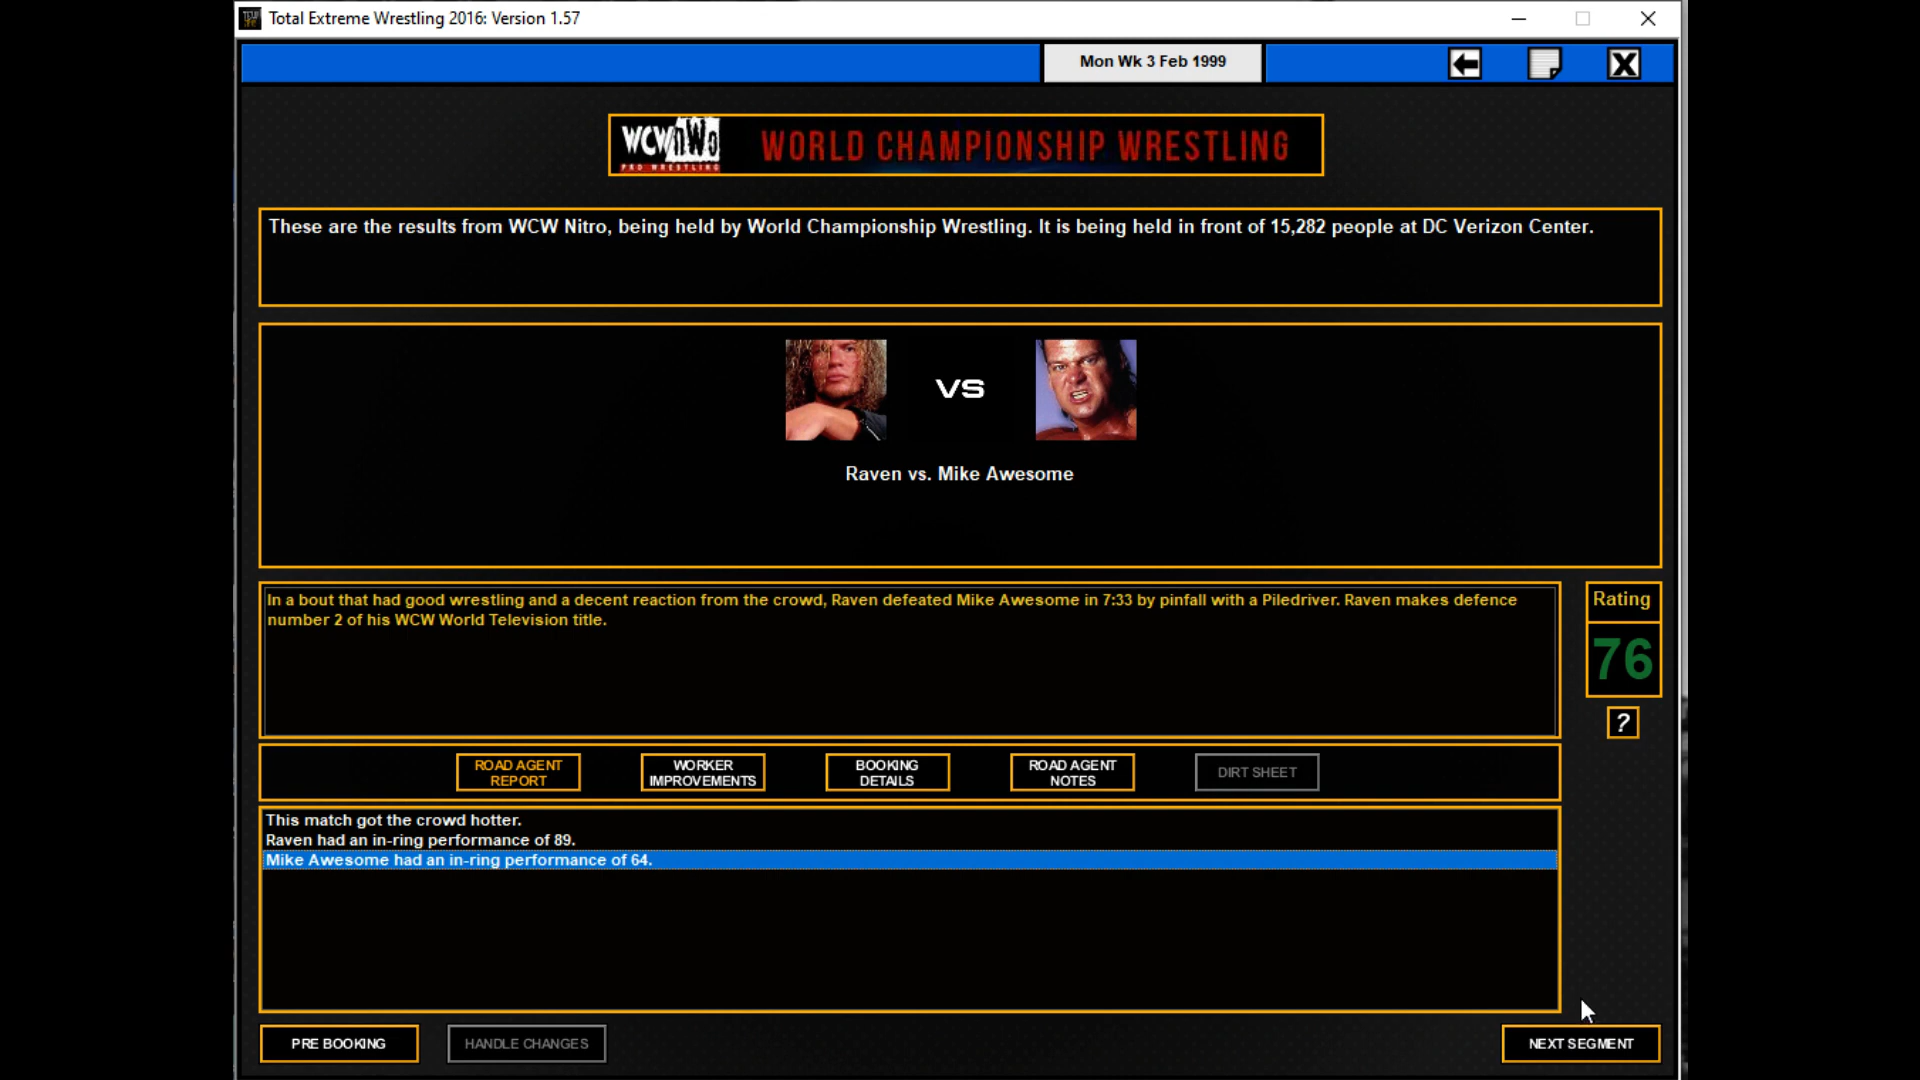 Total Extreme Wrestling 2016: Version 1.57
Mon Wk 3 Feb 1999
WCW nWo
PRO WRESTLING
WORLD CHAMPIONSHIP WRESTLING
These are the results from WCW Nitro, being held by World Championship Wrestling. It is being held in front of 15,282 people at DC Verizon Center.
VS
Raven vs. Mike Awesome
In a bout that had good wrestling and a decent reaction from the crowd, Raven defeated Mike Awesome in 7:33 by pinfall with a Piledriver. Raven makes defence
number 2 of his WCW World Television title.
Rating
76
?
ROAD AGENT
REPORT
WORKER
IMPROVEMENTS
BOOKING
DETAILS
ROAD AGENT
NOTES
DIRT SHEET
This match got the crowd hotter.
Raven had an in-ring performance of 89.
Mike Awesome had an in-ring performance of 64.
PRE BOOKING
HANDLE CHANGES
NEXT SEGMENT